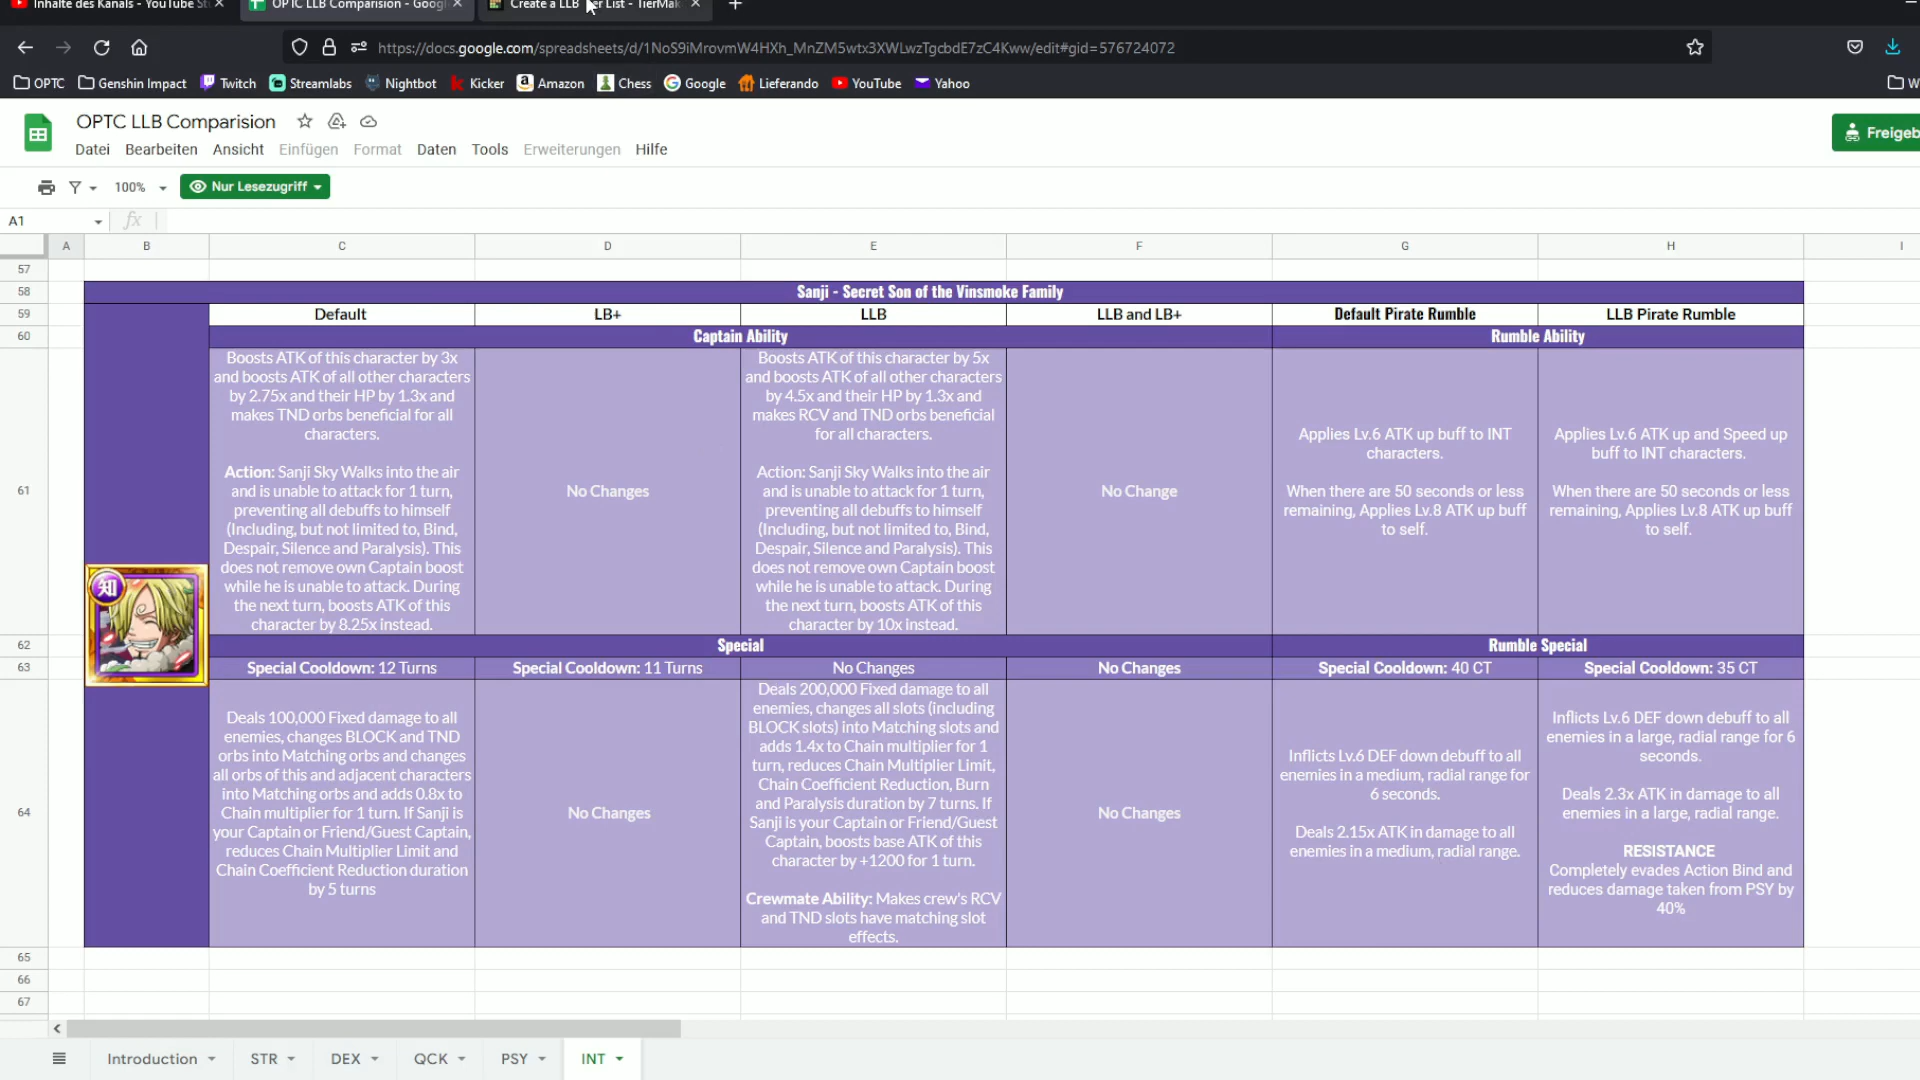 Inhalte des Kanals - YouTube St
OPTC LLB Comparision - Googl
Create a LLB er List - TierMak
https://docs.google.com/spreadsheets/d/1NoS9iMrovmW4HXh_MnZM5wtx3XWLwzTgcbdE7zC4Kww/edit#gid=576724072
OPTC Genshin Impact Twitch Streamlabs Nightbot Kicker Amazon Chess Google Lieferando YouTube Yahoo W
OPTC LLB Comparision
Freigeb
Datei Bearbeiten Ansicht Einfügen Format Daten Tools Erweiterungen Hilfe
100% Nur Lesezugriff
A1 fx
A B C D E F G H I
57
58 Sanji - Secret Son of the Vinsmoke Family
59 Default LB+ LLB LLB and LB+ Default Pirate Rumble LLB Pirate Rumble
60 Captain Ability Rumble Ability
61
Boosts ATK of this character by 3x
and boosts ATK of all other characters
by 2.75x and their HP by 1.3x and
makes TND orbs beneficial for all
characters.
Action: Sanji Sky Walks into the air
and is unable to attack for 1 turn,
preventing all debuffs to himself
(Including, but not limited to, Bind,
Despair, Silence and Paralysis). This
does not remove own Captain boost
while he is unable to attack. During
the next turn, boosts ATK of this
character by 8.25x instead.
No Changes
Boosts ATK of this character by 5x
and boosts ATK of all other characters
by 4.5x and their HP by 1.3x and
makes RCV and TND orbs beneficial
for all characters.
Action: Sanji Sky Walks into the air
and is unable to attack for 1 turn,
preventing all debuffs to himself
(Including, but not limited to, Bind,
Despair, Silence and Paralysis). This
does not remove own Captain boost
while he is unable to attack. During
the next turn, boosts ATK of this
character by 10x instead.
No Change
Applies Lv.6 ATK up buff to INT
characters.
When there are 50 seconds or less
remaining, Applies Lv.8 ATK up buff
to self.
Applies Lv.6 ATK up and Speed up
buff to INT characters.
When there are 50 seconds or less
remaining, Applies Lv.8 ATK up buff
to self.
知
62 Special Rumble Special
63 Special Cooldown: 12 Turns Special Cooldown: 11 Turns No Changes No Changes Special Cooldown: 40 CT Special Cooldown: 35 CT
64
Deals 100,000 Fixed damage to all
enemies, changes BLOCK and TND
orbs into Matching orbs and changes
all orbs of this and adjacent characters
into Matching orbs and adds 0.8x to
Chain multiplier for 1 turn. If Sanji is
your Captain or Friend/Guest Captain,
reduces Chain Multiplier Limit and
Chain Coefficient Reduction duration
by 5 turns
No Changes
Deals 200,000 Fixed damage to all
enemies, changes all slots (including
BLOCK slots) into Matching slots and
adds 1.4x to Chain multiplier for 1
turn, reduces Chain Multiplier Limit,
Chain Coefficient Reduction, Burn
and Paralysis duration by 7 turns. If
Sanji is your Captain or Friend/Guest
Captain, boosts base ATK of this
character by +1200 for 1 turn.
Crewmate Ability: Makes crew's RCV
and TND slots have matching slot
effects.
No Changes
Inflicts Lv.6 DEF down debuff to all
enemies in a medium, radial range for
6 seconds.
Deals 2.15x ATK in damage to all
enemies in a medium, radial range.
Inflicts Lv.6 DEF down debuff to all
enemies in a large, radial range for 6
seconds.
Deals 2.3x ATK in damage to all
enemies in a large, radial range.
RESISTANCE
Completely evades Action Bind and
reduces damage taken from PSY by
40%
65
66
67
Introduction STR DEX QCK PSY INT